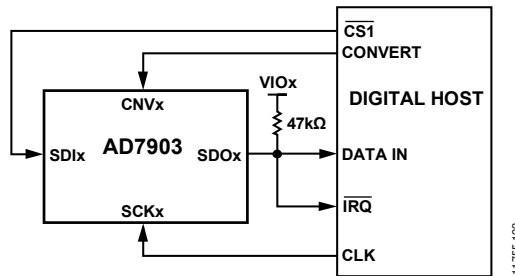 CS1
CONVERT
VIOx
CNVx
DIGITAL HOST
47kΩ
AD7903
SDIx
SDOx
DATA IN
SCKx
IRQ
CLK